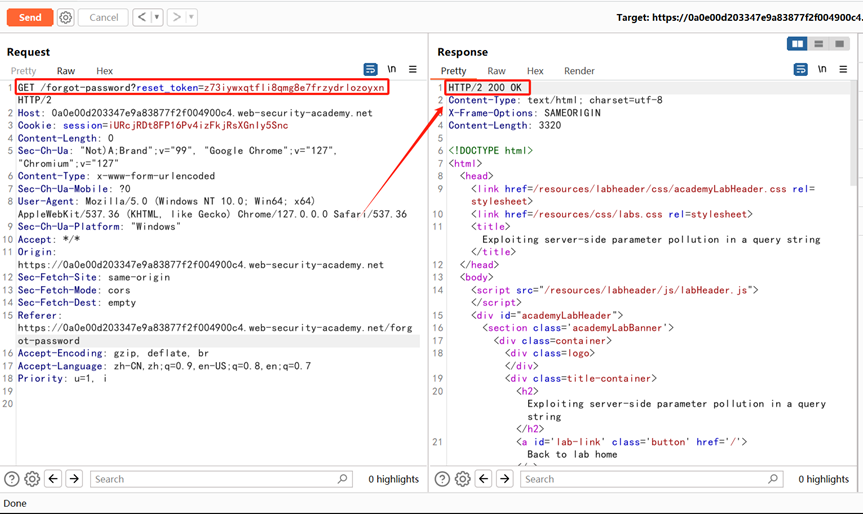 Send
Cancel
<
>
Target: https://0a0e00d203347e9a83877f2f004900c4.
Request
Pretty Raw Hex
\n
1 GET /forgot-password?reset_token=z73iywxqtfli8qmg8e7frzydrlozoyxn
HTTP/2
2 Host: 0a0e00d203347e9a83877f2f004900c4.web-security-academy.net
3 Cookie: session=iURcjRDt8FP16Pv4izFkjRsXGnIy5Snc
4 Content-Length: 0
5 Sec-Ch-Ua: "Not)A;Brand";v="99", "Google Chrome";v="127",
"Chromium";v="127"
6 Content-Type: x-www-form-urlencoded
7 Sec-Ch-Ua-Mobile: ?0
8 User-Agent: Mozilla/5.0 (Windows NT 10.0; Win64; x64)
AppleWebKit/537.36 (KHTML, like Gecko) Chrome/127.0.0.0 Safari/537.36
9 Sec-Ch-Ua-Platform: "Windows"
10 Accept: */*
11 Origin:
https://0a0e00d203347e9a83877f2f004900c4.web-security-academy.net
12 Sec-Fetch-Site: same-origin
13 Sec-Fetch-Mode: cors
14 Sec-Fetch-Dest: empty
15 Referer:
https://0a0e00d203347e9a83877f2f004900c4.web-security-academy.net/forg
ot-password
16 Accept-Encoding: gzip, deflate, br
17 Accept-Language: zh-CN,zh;q=0.9,en-US;q=0.8,en;q=0.7
18 Priority: u=1, i
19
20
Search
0 highlights
Response
Pretty Raw Hex Render
\n
1 HTTP/2 200 OK
2 Content-Type: text/html; charset=utf-8
3 X-Frame-Options: SAMEORIGIN
4 Content-Length: 3320
5
6 <!DOCTYPE html>
7 <html>
8 <head>
9 <link href=/resources/labheader/css/academyLabHeader.css rel=
stylesheet>
10 <link href=/resources/css/labs.css rel=stylesheet>
11 <title>
Exploiting server-side parameter pollution in a query string
</title>
12 </head>
13 <body>
14 <script src="/resources/labheader/js/labHeader.js">
</script>
15 <div id="academyLabHeader">
16 <section class='academyLabBanner'>
17 <div class=container>
18 <div class=logo>
</div>
19 <div class=title-container>
20 <h2>
Exploiting server-side parameter pollution in a query
string
</h2>
21 <a id='lab-link' class='button' href='/'>
Back to lab home
Search
0 highlights
Done